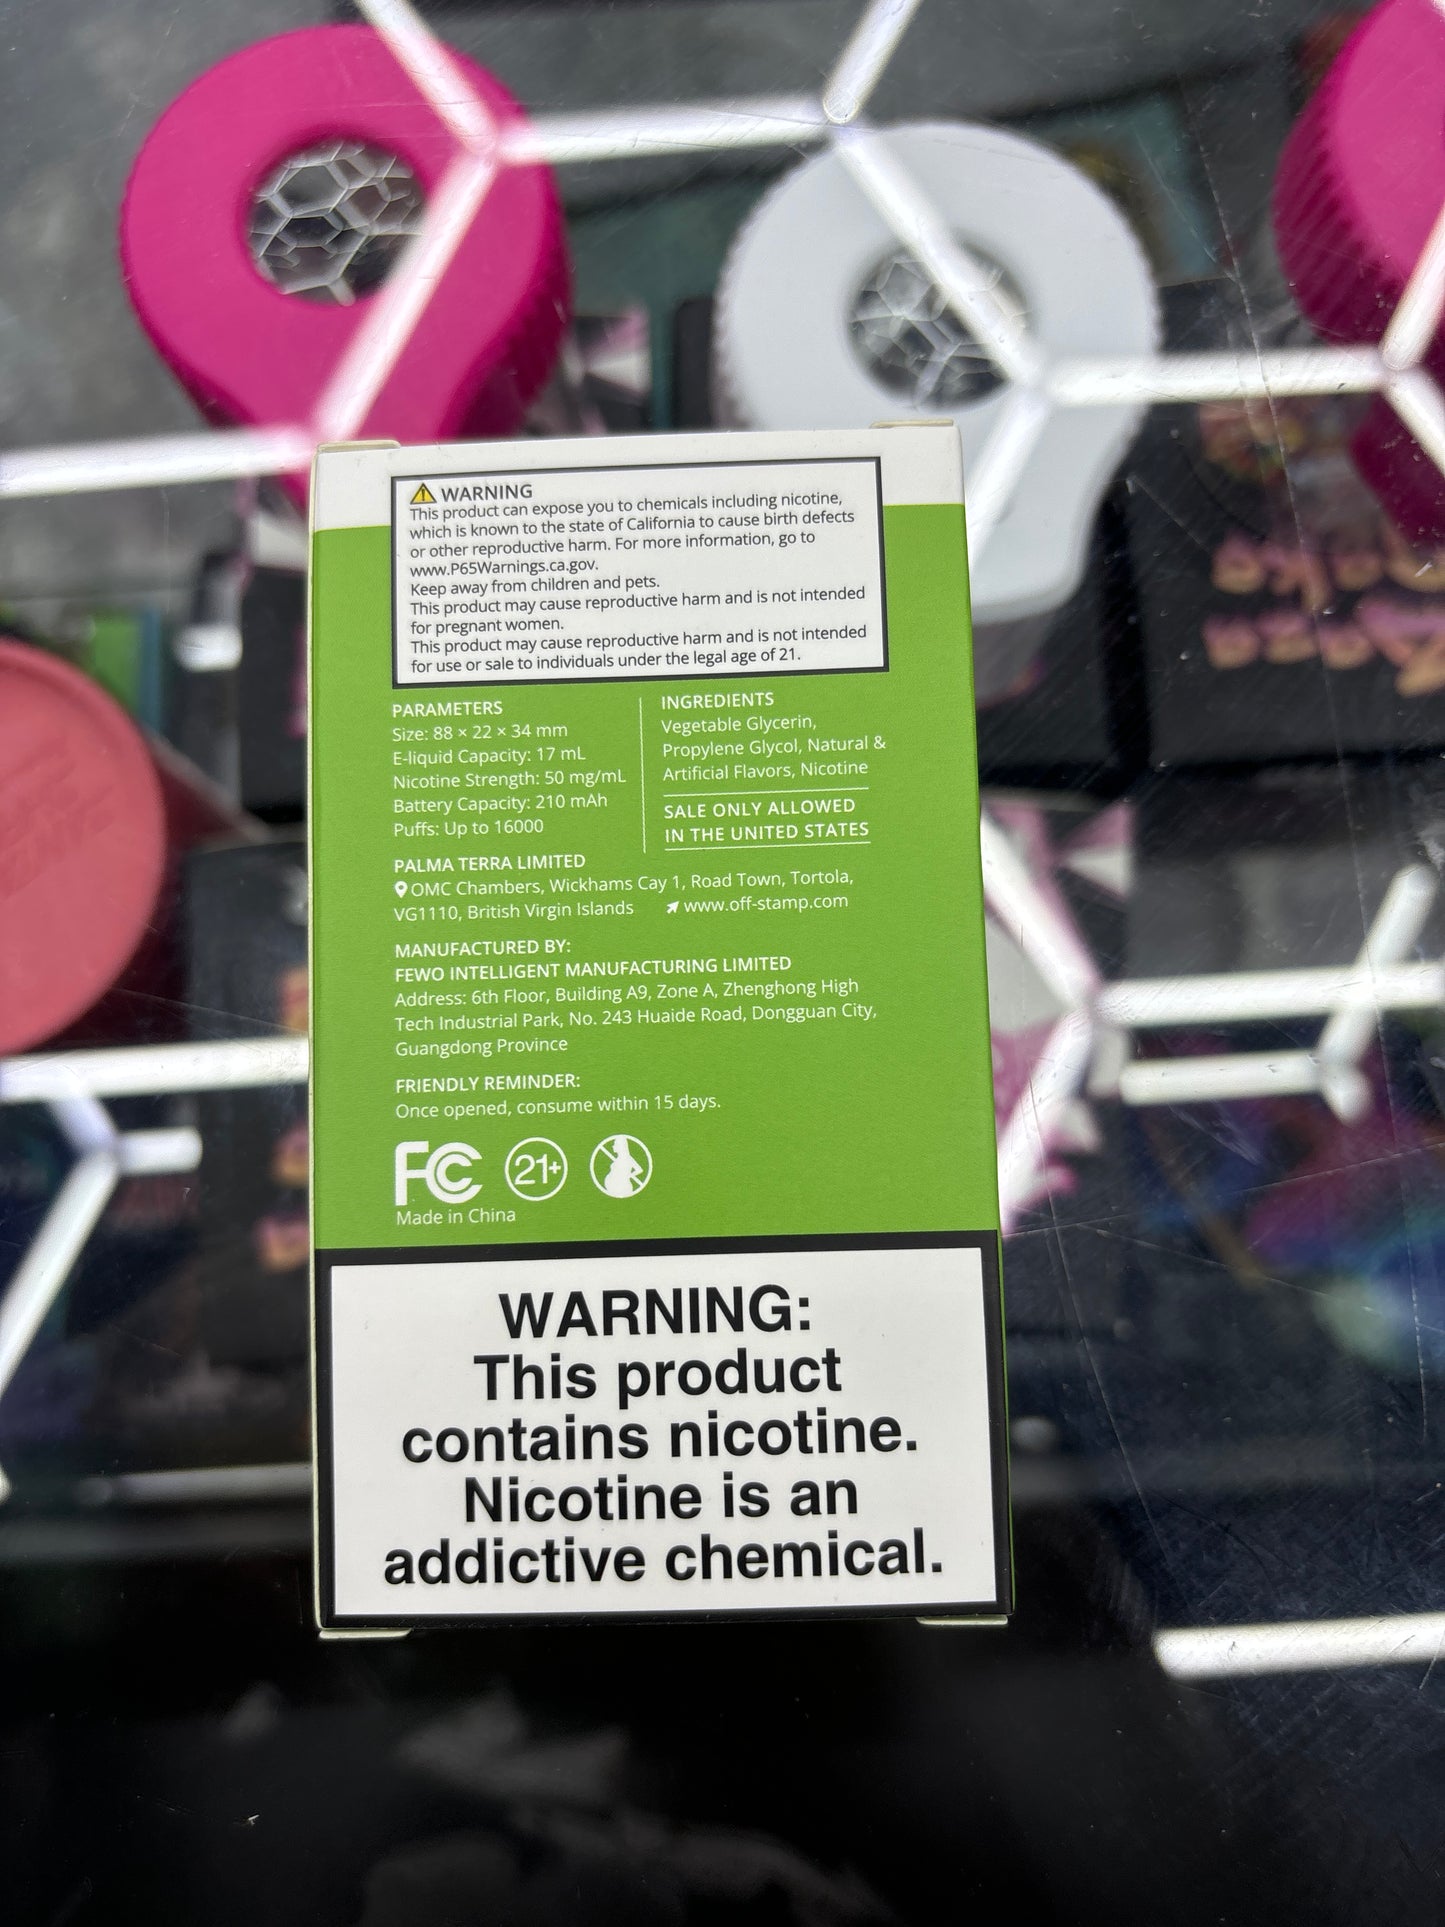 WARNING
This product can expose you to chemicals including nicotine,
which is known to the state of California to cause birth defects
or other reproductive harm. For more information, go to
www.P65Warnings.ca.gov.
Keep away from children and pets.
This product may cause reproductive harm and is not intended
for pregnant women.
This product may cause reproductive harm and is not intended
for use or sale to individuals under the legal age of 21.
PARAMETERS
Size: 88 × 22 × 34 mm
E-liquid Capacity: 17 mL
Nicotine Strength: 50 mg/mL
Battery Capacity: 210 mAh
Puffs: Up to 16000
INGREDIENTS
Vegetable Glycerin,
Propylene Glycol, Natural &
Artificial Flavors, Nicotine
SALE ONLY ALLOWED
IN THE UNITED STATES
PALMA TERRA LIMITED
OMC Chambers, Wickhams Cay 1, Road Town, Tortola,
VG1110, British Virgin Islands www.off-stamp.com
MANUFACTURED BY:
FEWO INTELLIGENT MANUFACTURING LIMITED
Address: 6th Floor, Building A9, Zone A, Zhenghong High
Tech Industrial Park, No. 243 Huaide Road, Dongguan City,
Guangdong Province
FRIENDLY REMINDER:
Once opened, consume within 15 days.
FC 21+
Made in China
WARNING:
This product
contains nicotine.
Nicotine is an
addictive chemical.